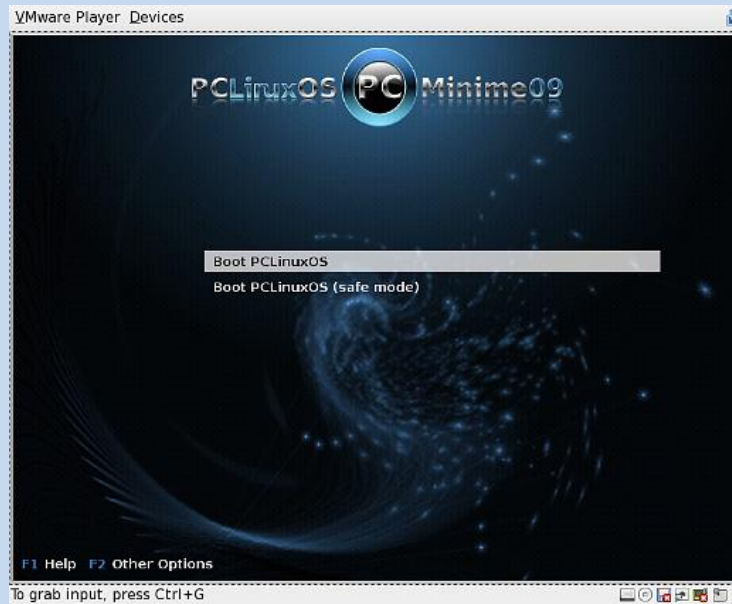 VMware Player Devices
PCLinuxOS PC Minime09
Boot PCLinuxOS
Boot PCLinuxOS (safe mode)
F1 Help F2 Other Options
To grab input, press Ctrl+G